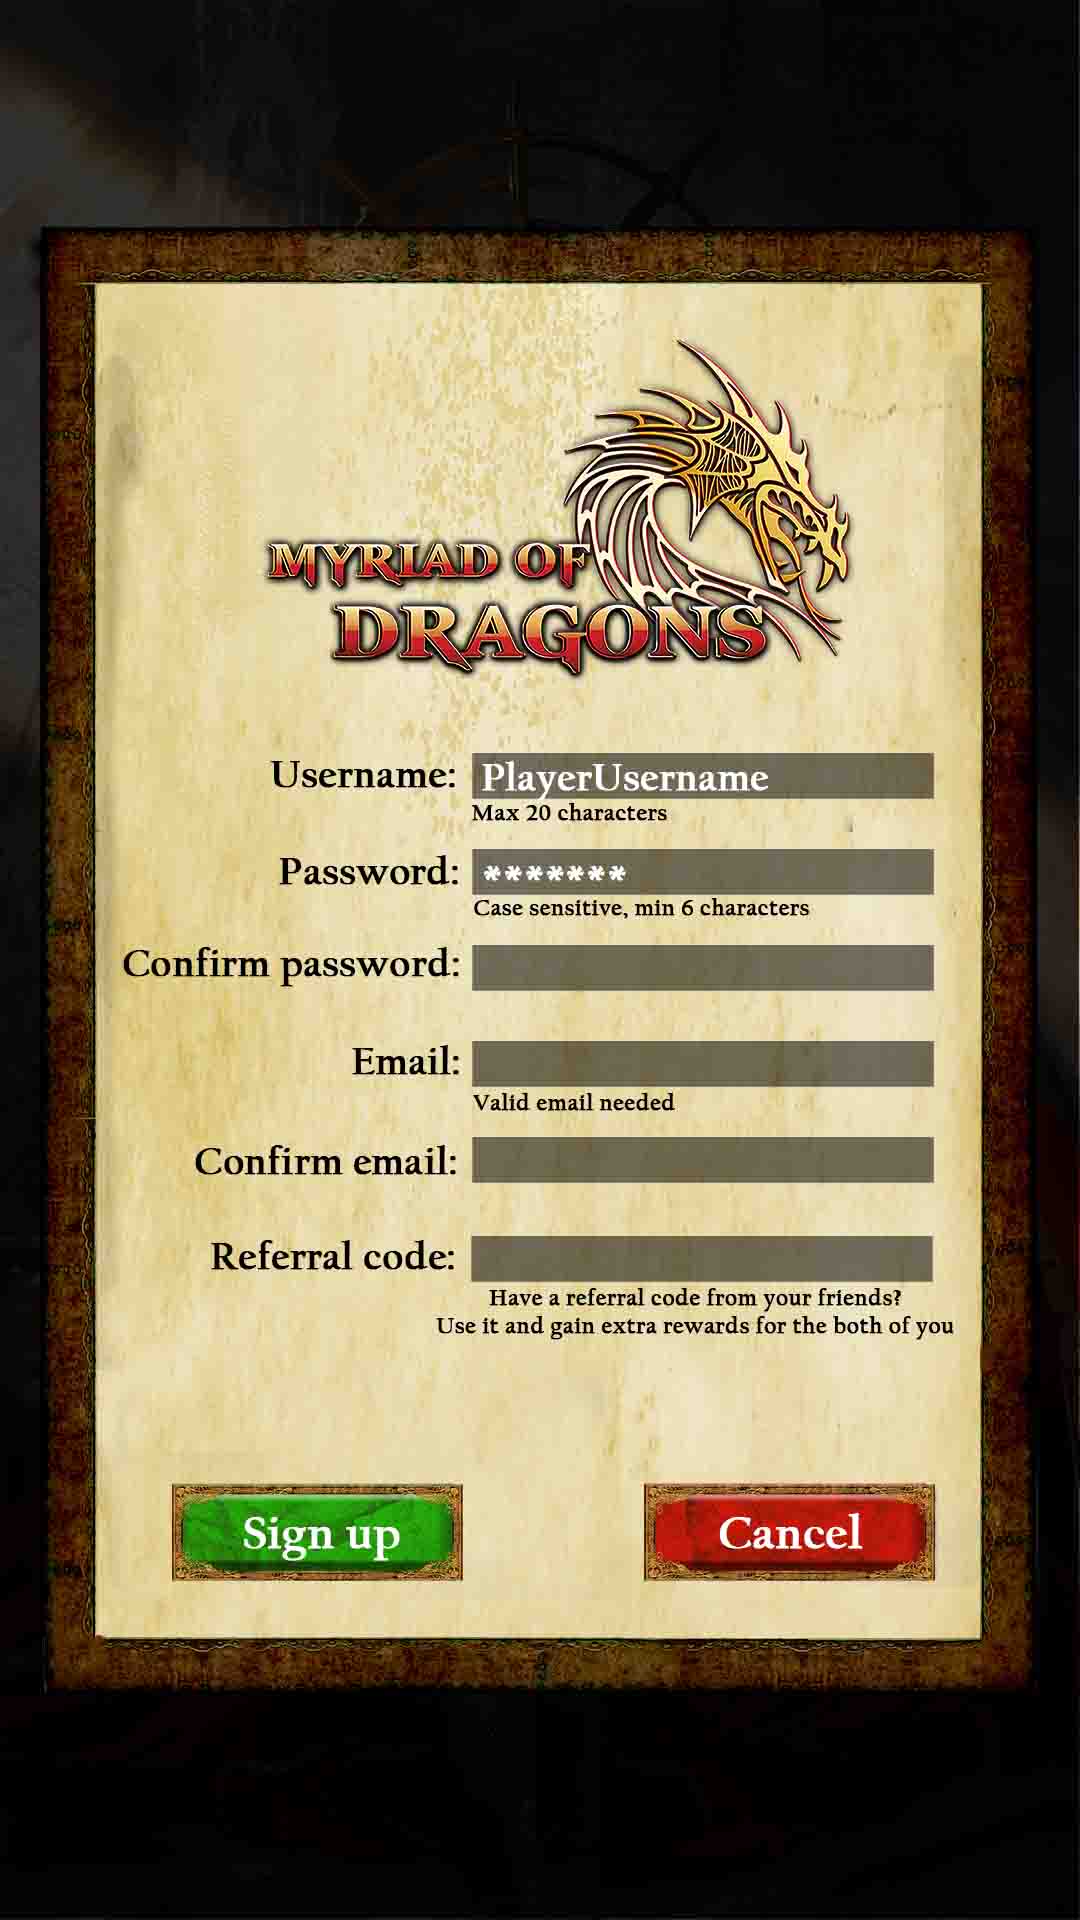 MYRIAD OF
DRAGONS
Username: PlayerUsername
Max 20 characters
Password: *******
Case sensitive, min 6 characters
Confirm password:
Email:
Valid email needed
Confirm email:
Referral code:
Have a referral code from your friends?
Use it and gain extra rewards for the both of you
Sign up
Cancel